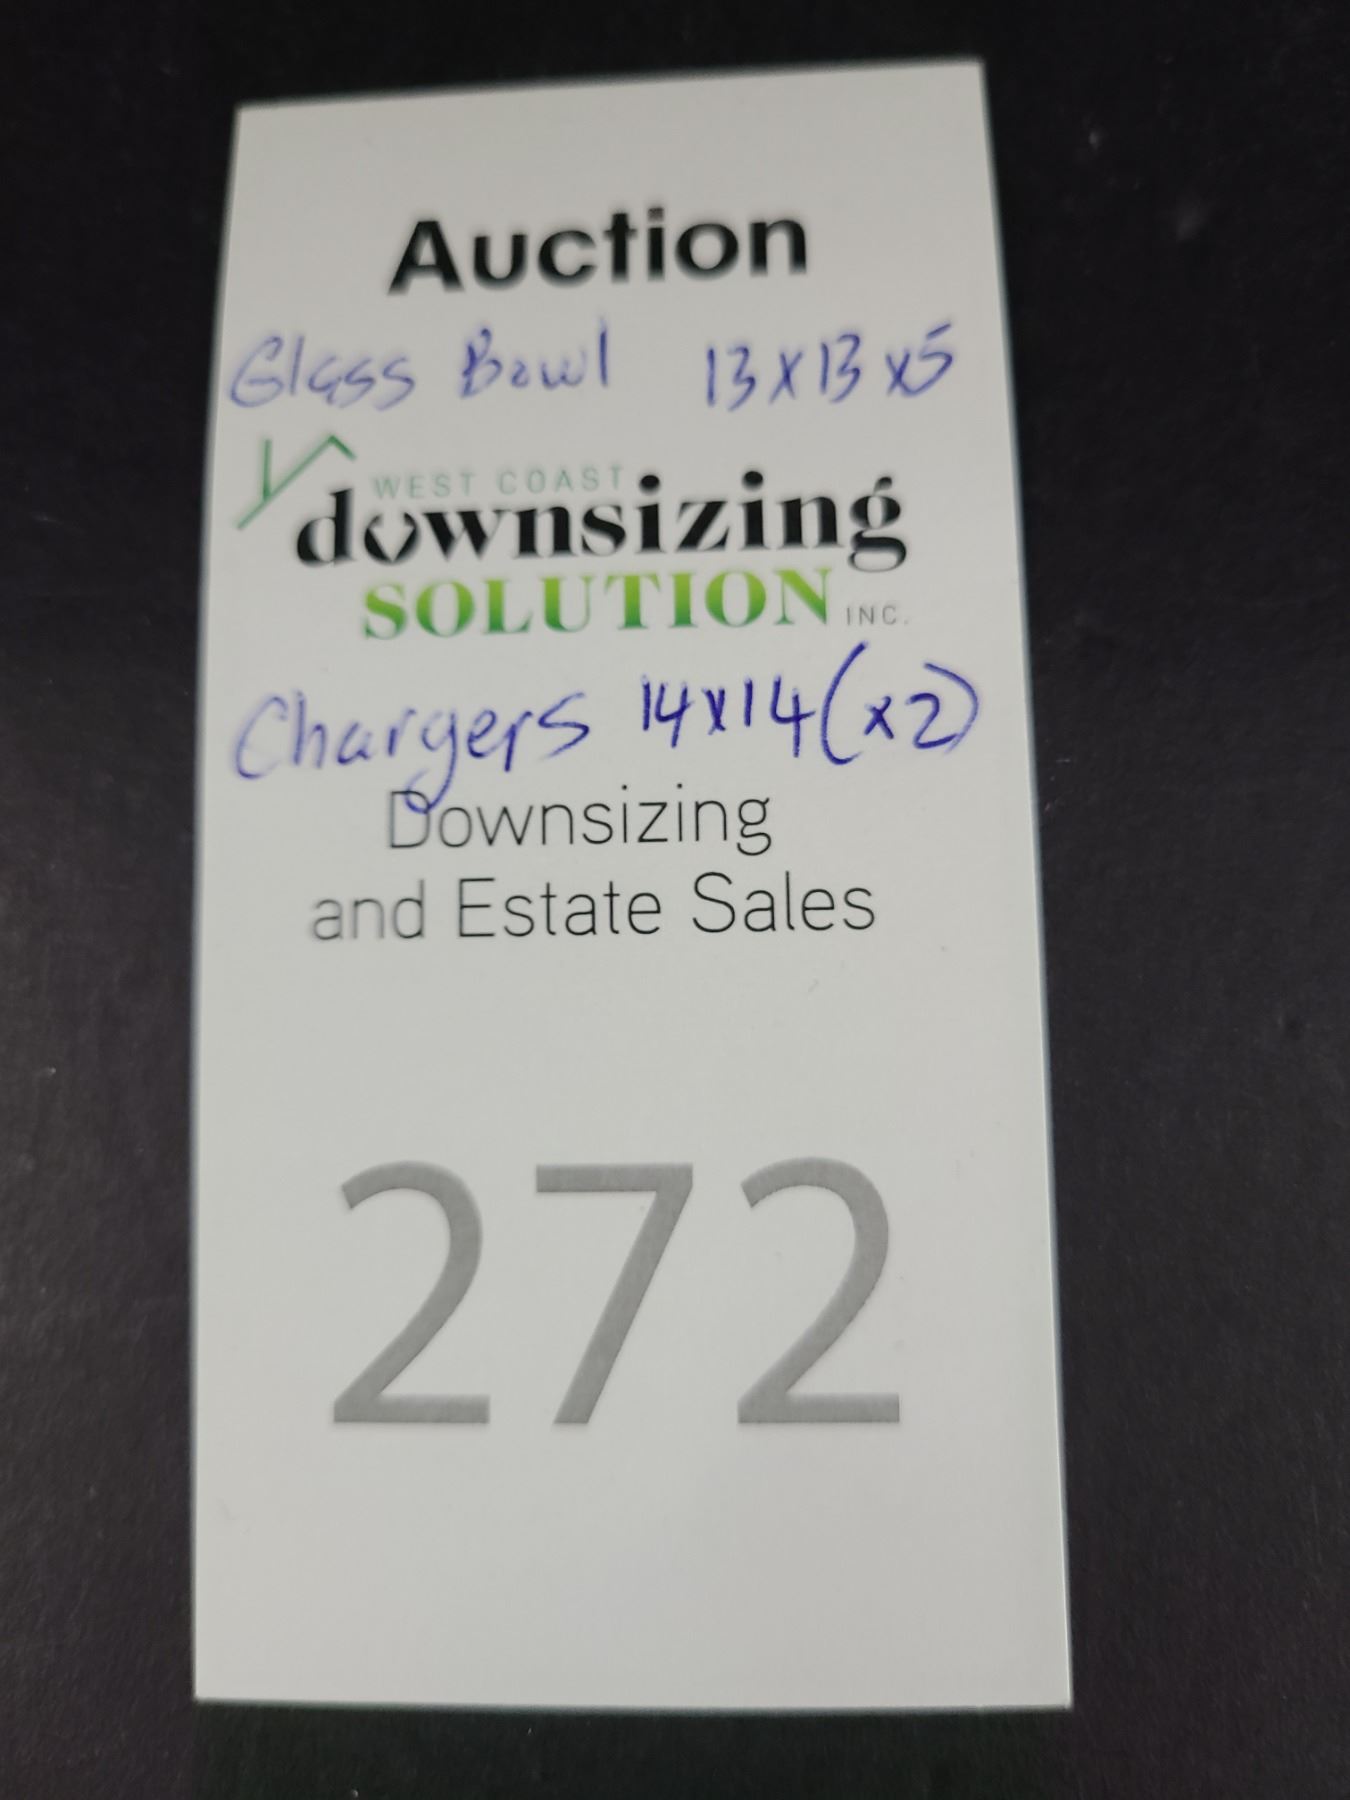 Auction
Glass Bowl 13x13x5
WEST COAST
downsizing
SOLUTION INC.
Chargers 14x14 (x2)
Downsizing
and Estate Sales
272